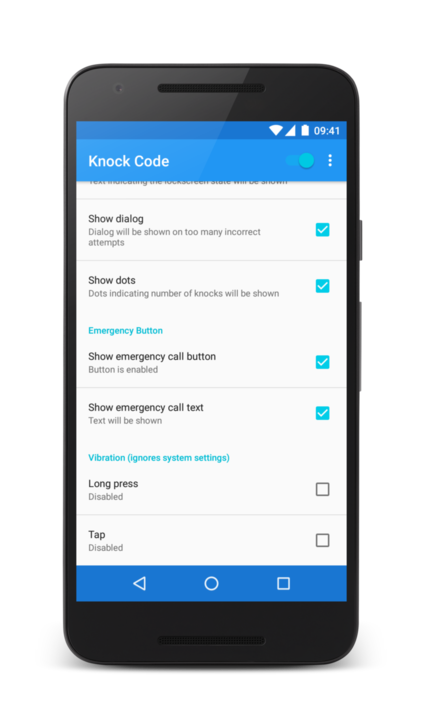 09:41
Knock Code
Text indicating the lockscreen state will be shown
Show dialog
Dialog will be shown on too many incorrect
attempts
Show dots
Dots indicating number of knocks will be shown
Emergency Button
Show emergency call button
Button is enabled
Show emergency call text
Text will be shown
Vibration (ignores system settings)
Long press
Disabled
Tap
Disabled